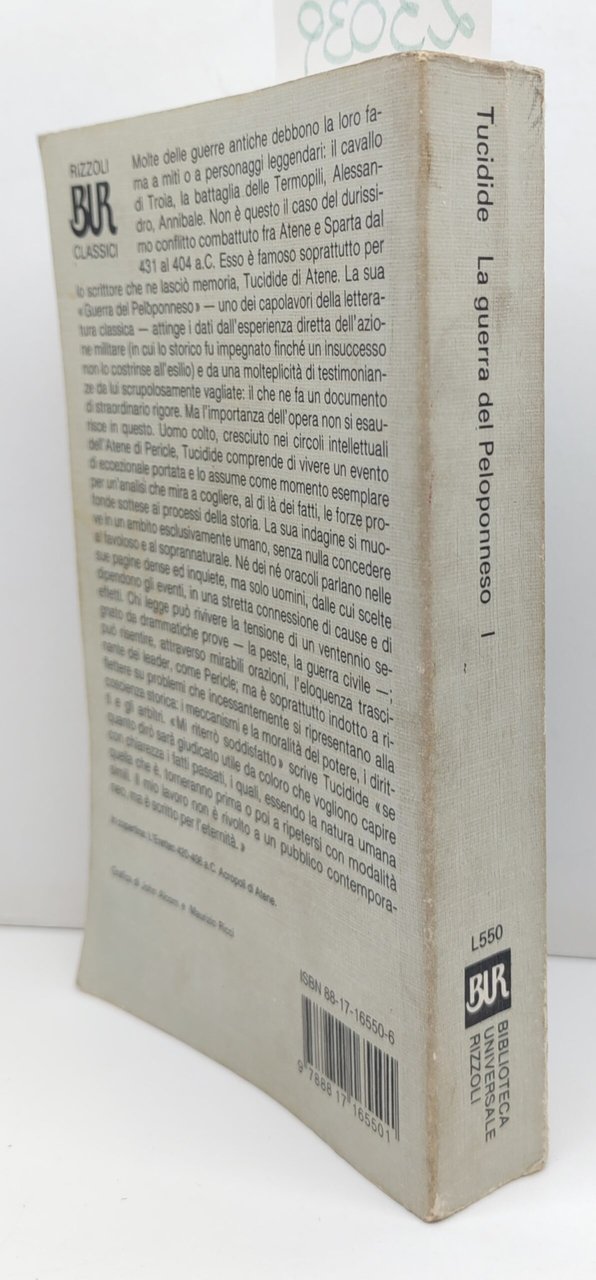 23039
RIZZOLI
BUR
CLASSICI
Molte delle guerre antiche debbono la loro fa-
ma a miti o a personaggi leggendari: il cavallo
di Troia, la battaglia delle Termopili, Alessan-
dro, Annibale. Non è questo il caso del durissi-
mo conflitto combattuto fra Atene e Sparta dal
431 al 404 a.C. Esso è famoso soprattutto per
lo scrittore che ne lasciò memoria, Tucidide di Atene. La sua
«Guerra del Peloponneso» — uno dei capolavori della lettera-
tura classica — attinge i dati dall'esperienza diretta dell'azio-
ne militare (in cui lo storico fu impegnato finché un insuccesso
non lo costrinse all'esilio) e da una molteplicità di testimonian-
ze da lui scrupolosamente vagliate: il che ne fa un documento
di straordinario rigore. Ma l'importanza dell'opera non si esau-
risce in questo. Uomo colto, cresciuto nei circoli intellettuali
dell'Atene di Pericle, Tucidide comprende di vivere un evento
di eccezionale portata e lo assume come momento esemplare
per un'analisi che mira a cogliere, al di là dei fatti, le forze pro-
fonde sottese ai processi della storia. La sua indagine si muo-
ve in un ambito esclusivamente umano, senza nulla concedere
al favoloso e al soprannaturale. Né dei né oracoli parlano nelle
sue pagine dense ed inquiete, ma solo uomini, dalle cui scelte
dipendono gli eventi, in una stretta connessione di cause e di
effetti. Chi legge può rivivere la tensione di un ventennio se-
gnato da drammatiche prove — la peste, la guerra civile —;
può risentire, attraverso mirabili orazioni, l'eloquenza trasci-
nante dei leader, come Pericle; ma è soprattutto indotto a ri-
flettere su problemi che incessantemente si ripresentano alla
coscienza storica: i meccanismi e la moralità del potere, i dirit-
ti e gli arbitri. «Mi riterrò soddisfatto» scrive Tucidide «se
quanto dirò sarà giudicato utile da coloro che vogliono capire
con chiarezza i fatti passati, i quali, essendo la natura umana
quella che è, torneranno prima o poi a ripetersi con modalità
simili. Il mio lavoro non è rivolto a un pubblico contempora-
neo, ma è scritto per l'eternità.»
In copertina: L'Eretteo 420-406 a.C. Acropoli di Atene.
Grafica di John Alcorn e Maurizio Ricci
ISBN 88-17-16550-6
9 788817 165501
Tucidide La guerra del Peloponneso I
L550
BUR
BIBLIOTECA
UNIVERSALE
RIZZOLI